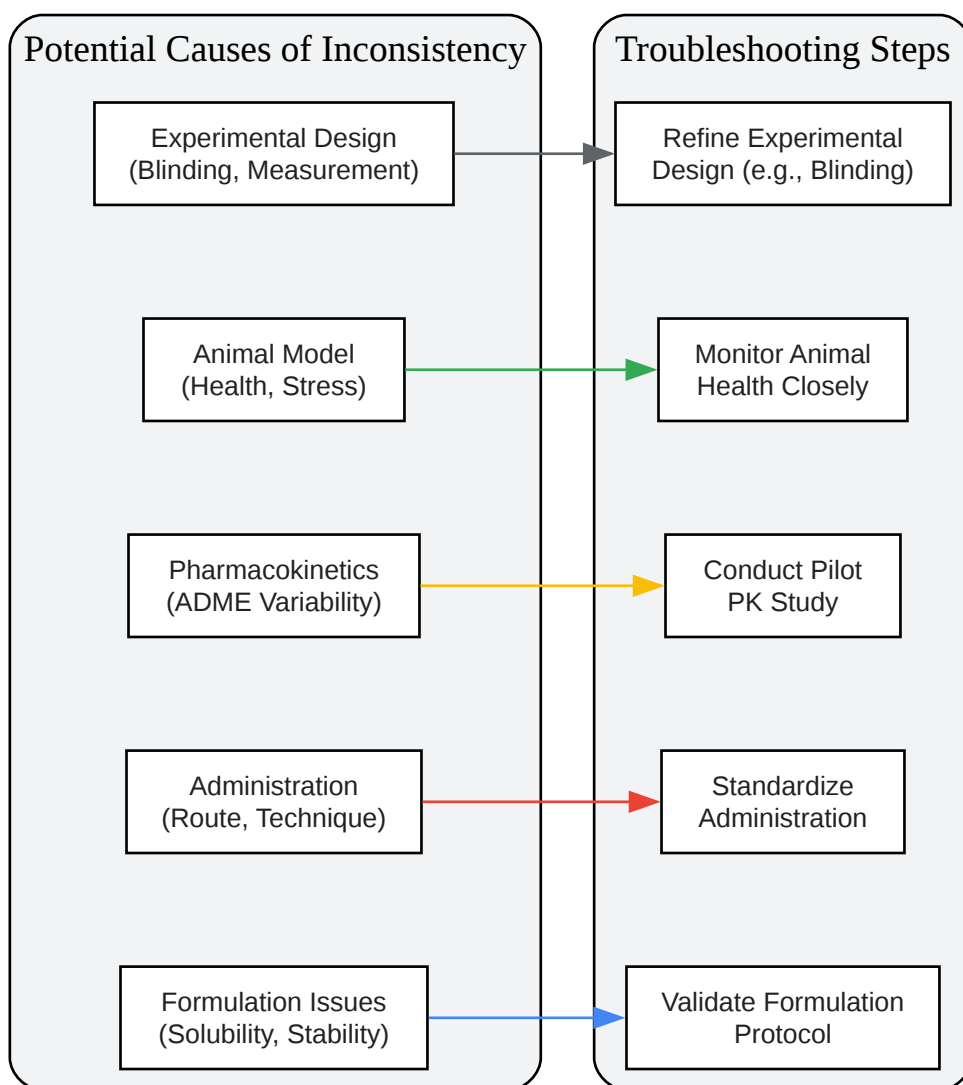 Potential Causes of Inconsistency
Troubleshooting Steps
Experimental Design
(Blinding, Measurement)
Refine Experimental
Design (e.g., Blinding)
Animal Model
(Health, Stress)
Monitor Animal
Health Closely
Pharmacokinetics
(ADME Variability)
Conduct Pilot
PK Study
Administration
(Route, Technique)
Standardize
Administration
Formulation Issues
(Solubility, Stability)
Validate Formulation
Protocol